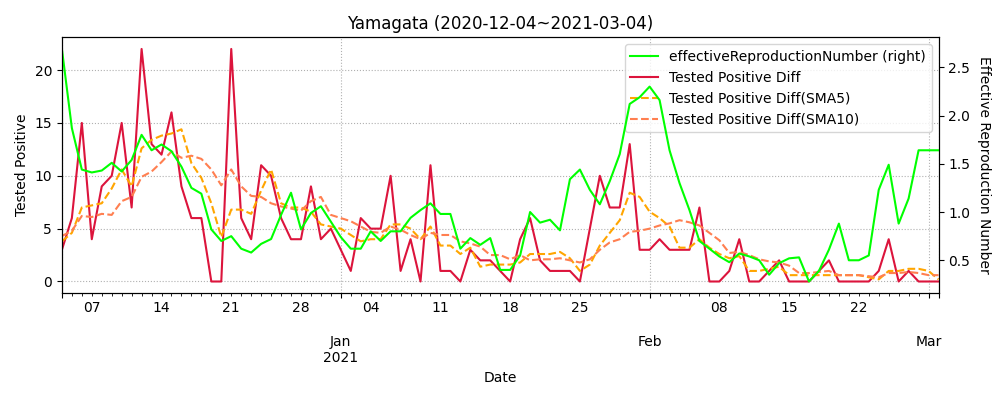 Yamagata (2020-12-04~2021-03-04)
effectiveReproductionNumber (right)
Tested Positive Diff
Tested Positive Diff(SMA5)
Tested Positive Diff(SMA10)
Tested Positive
20
15
10
5
0
Effective Reproduction Number
2.5
2.0
1.5
1.0
0.5
07 14 21 28 04 11 18 25 08 15 22
Jan Feb Mar
2021
Date